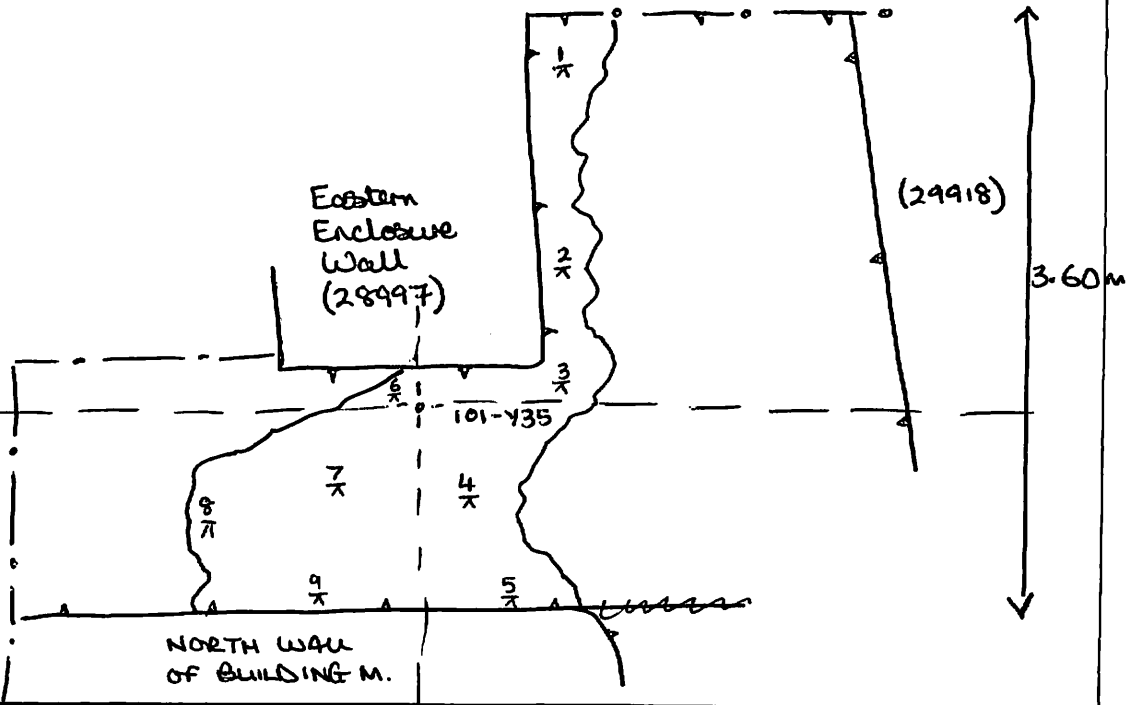 1
Eastern
Enclosure
Wall
(28997)
2
(29918)
3.60m
3
6
101-Y35
7
4
8
9
5
NORTH WALL
OF BUILDING M.